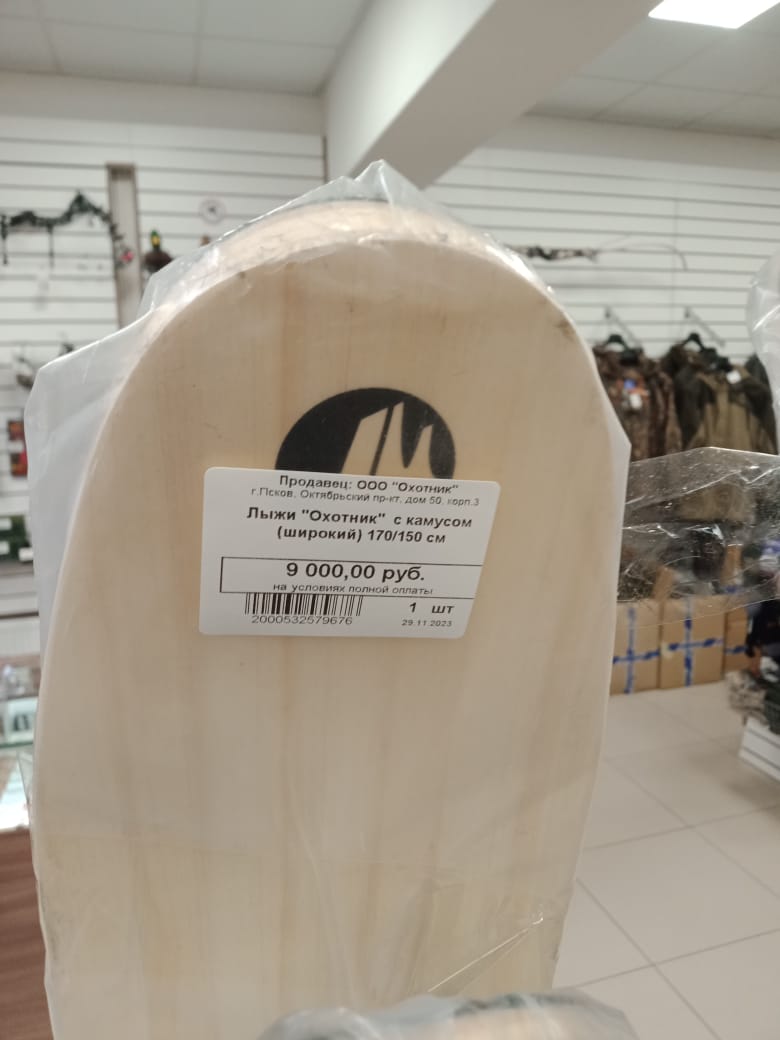 Продавец: ООО "Охотник"
г.Псков, Октябрьский пр-кт, дом 50, корп.3
Лыжи "Охотник" с камусом
(широкий) 170/150 см
9 000,00 руб.
на условиях полной оплаты
1 шт
2000532579676
29.11.2023